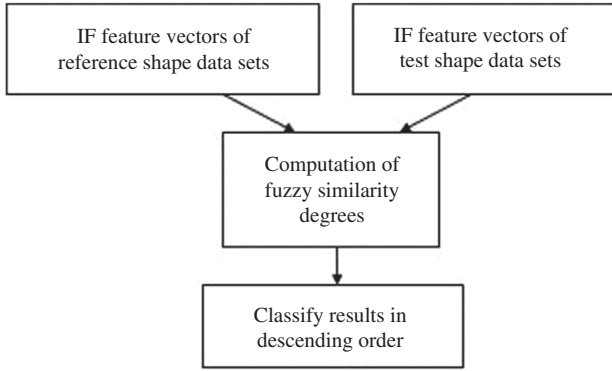 IF feature vectors of
reference shape data sets
IF feature vectors of
test shape data sets
Computation of
fuzzy similarity
degrees
Classify results in
descending order